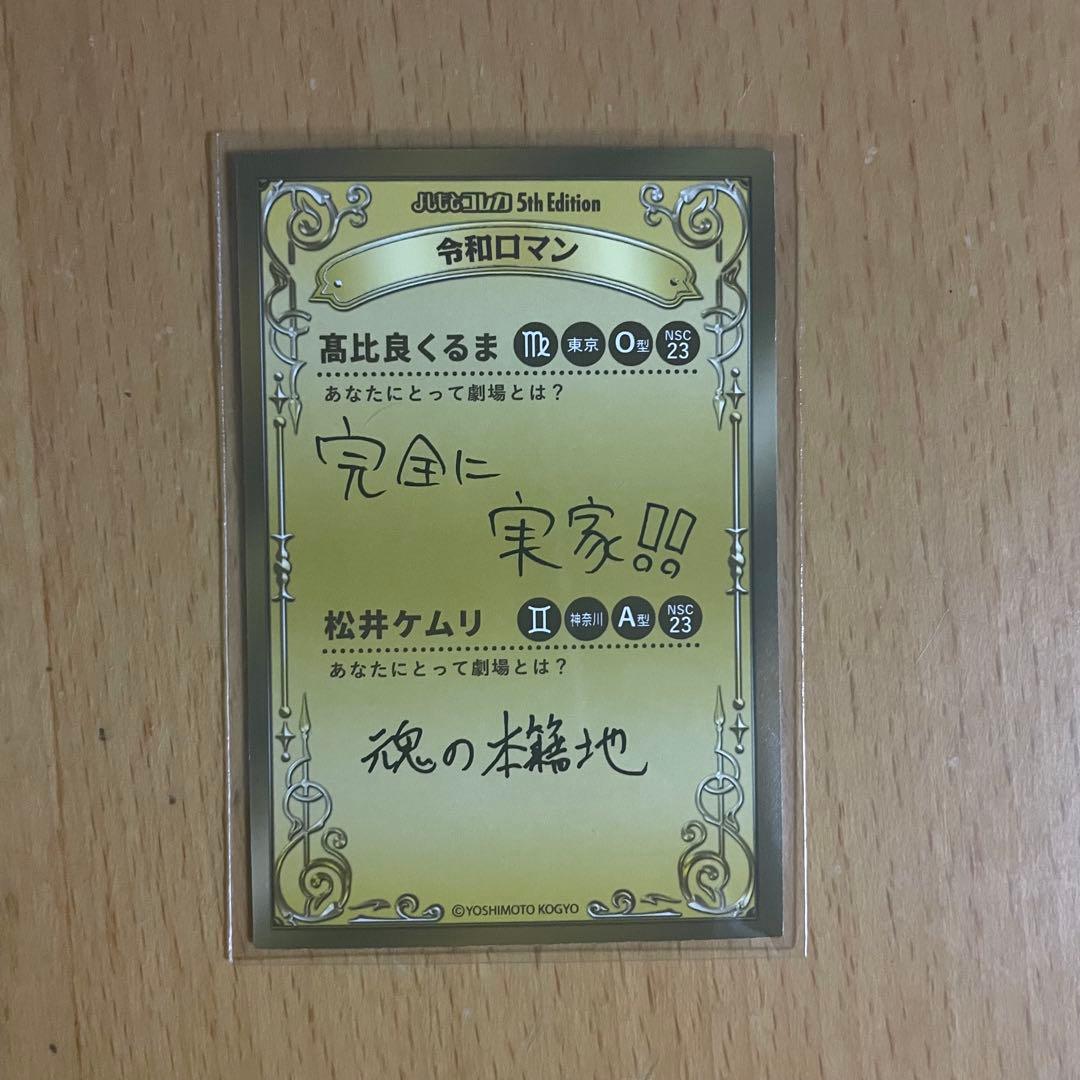 よしもとコレカ 5th Edition
令和ロマン
髙比良くるま ♍ 東京 O型 NSC 23
あなたにとって劇場とは？
完全に
実家!!
松井ケムリ ♊ 神奈川 A型 NSC 23
あなたにとって劇場とは？
魂の本籍地
©YOSHIMOTO KOGYO